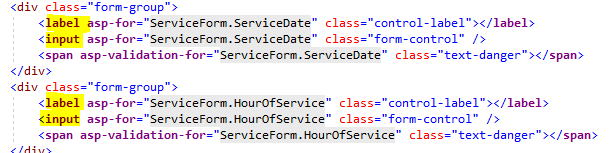 <div class="form-group">
<label asp-for="ServiceForm.ServiceDate" class="control-label"></label>
<input asp-for="ServiceForm.ServiceDate" class="form-control" />
<span asp-validation-for="ServiceForm.ServiceDate" class="text-danger"></span>
</div>
<div class="form-group">
<label asp-for="ServiceForm.HourOfService" class="control-label"></label>
<input asp-for="ServiceForm.HourOfService" class="form-control" />
<span asp-validation-for="ServiceForm.HourOfService" class="text-danger"></span>
</div>